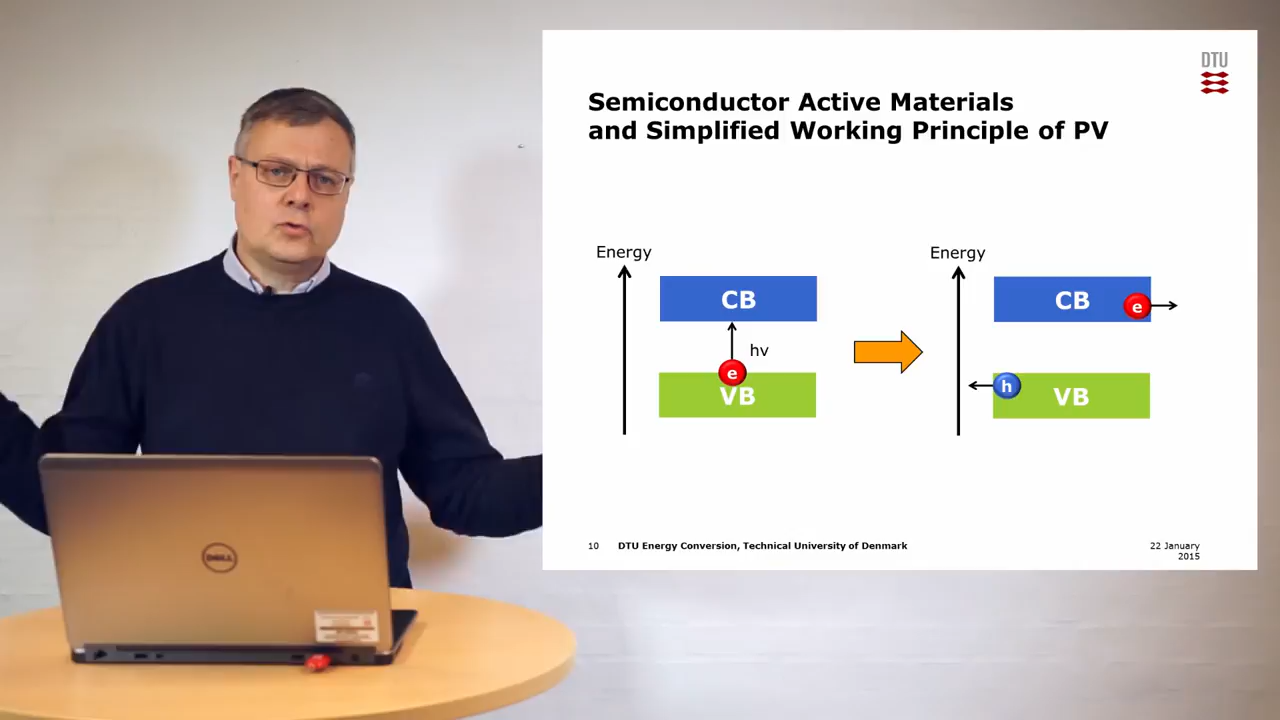 DTU
Semiconductor Active Materials
and Simplified Working Principle of PV
Energy
CB
hv
e
VB
Energy
CB
e
h
VB
10 DTU Energy Conversion, Technical University of Denmark
22 January
2015
DELL